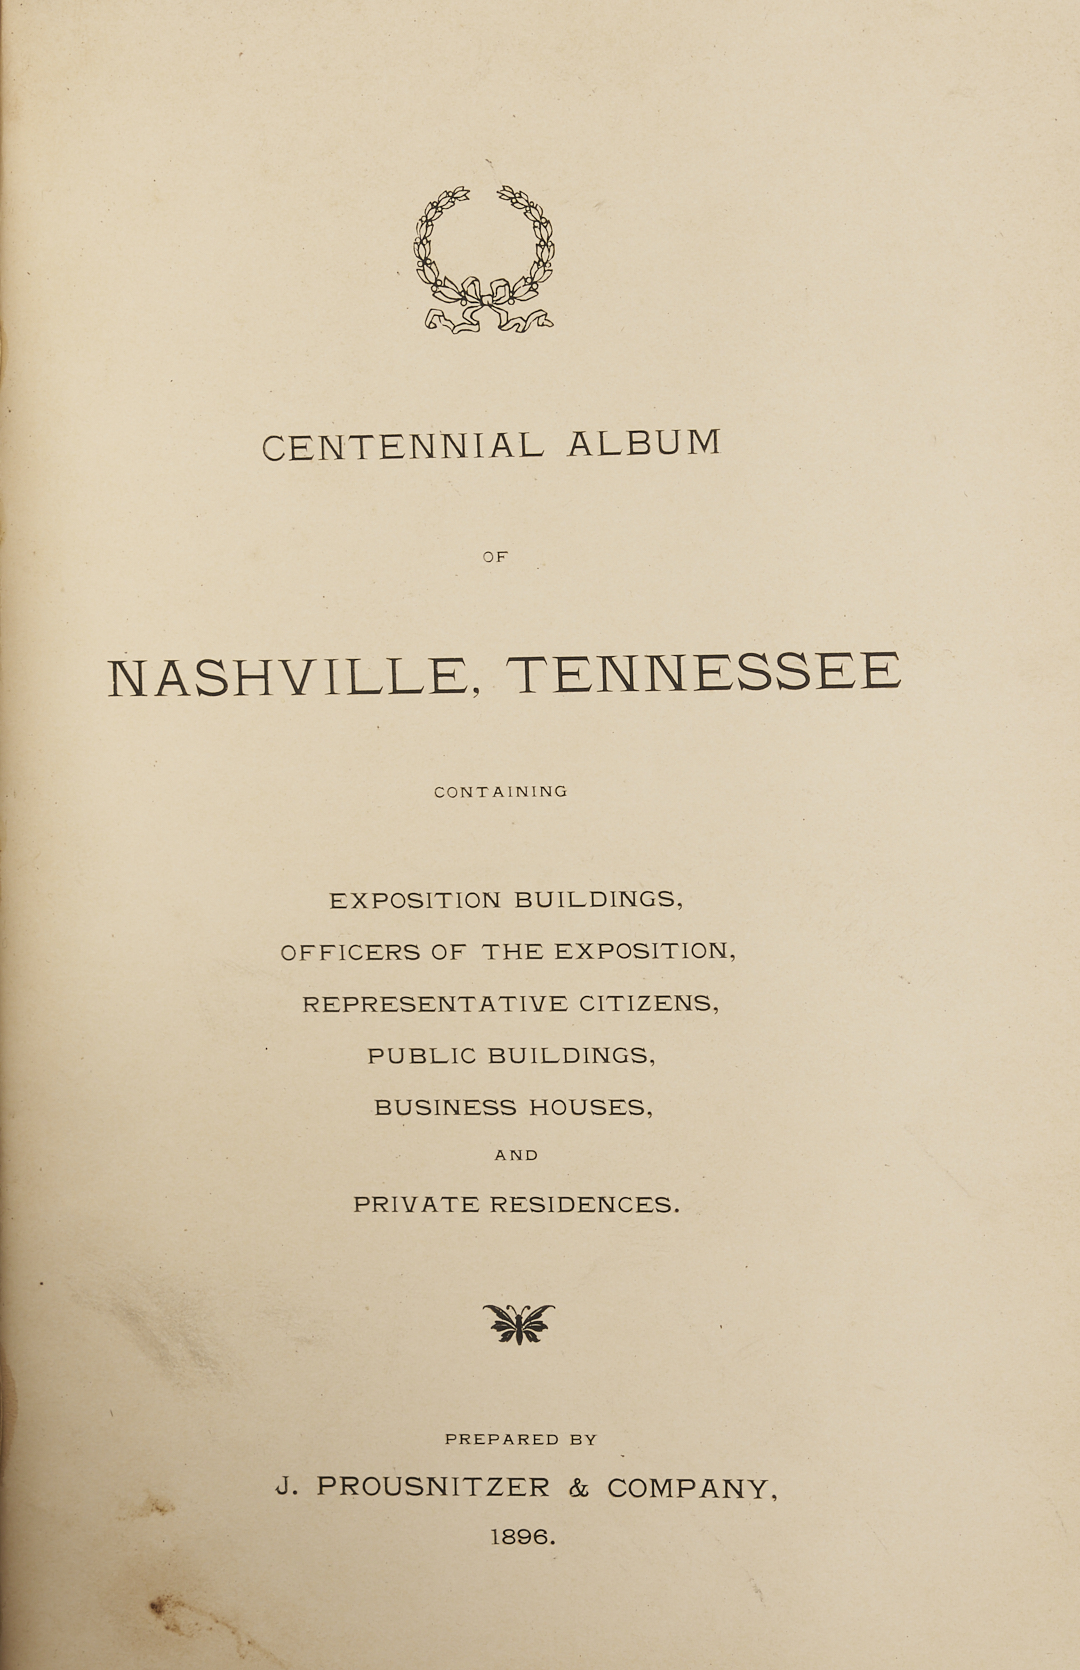 CENTENNIAL ALBUM
OF
NASHVILLE, TENNESSEE
CONTAINING
EXPOSITION BUILDINGS,
OFFICERS OF THE EXPOSITION,
REPRESENTATIVE CITIZENS,
PUBLIC BUILDINGS,
BUSINESS HOUSES,
AND
PRIVATE RESIDENCES.
PREPARED BY
J. PROUSNITZER & COMPANY,
1896.